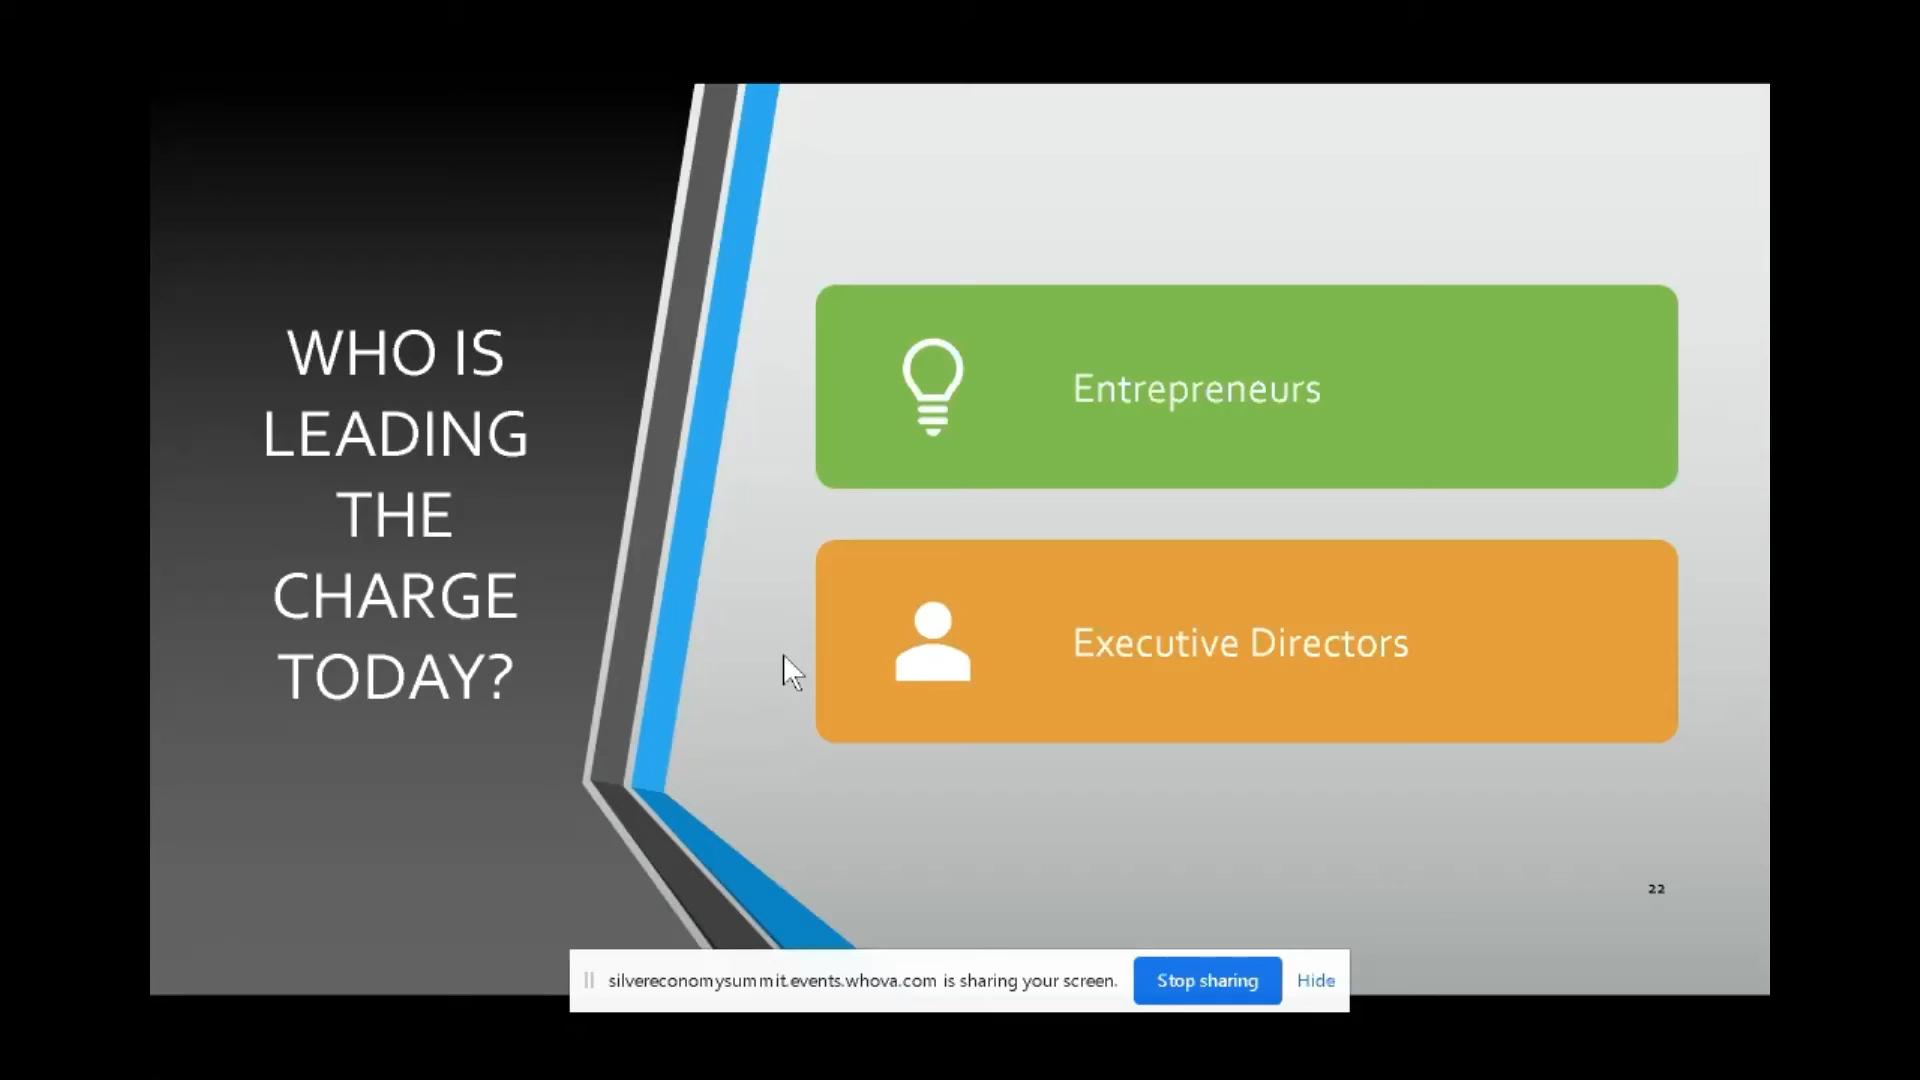 WHO IS
LEADING
THE
CHARGE
TODAY?
Entrepreneurs
Executive Directors
22
silvereconomysummit.events.whova.com is sharing your screen.
Stop sharing
Hide